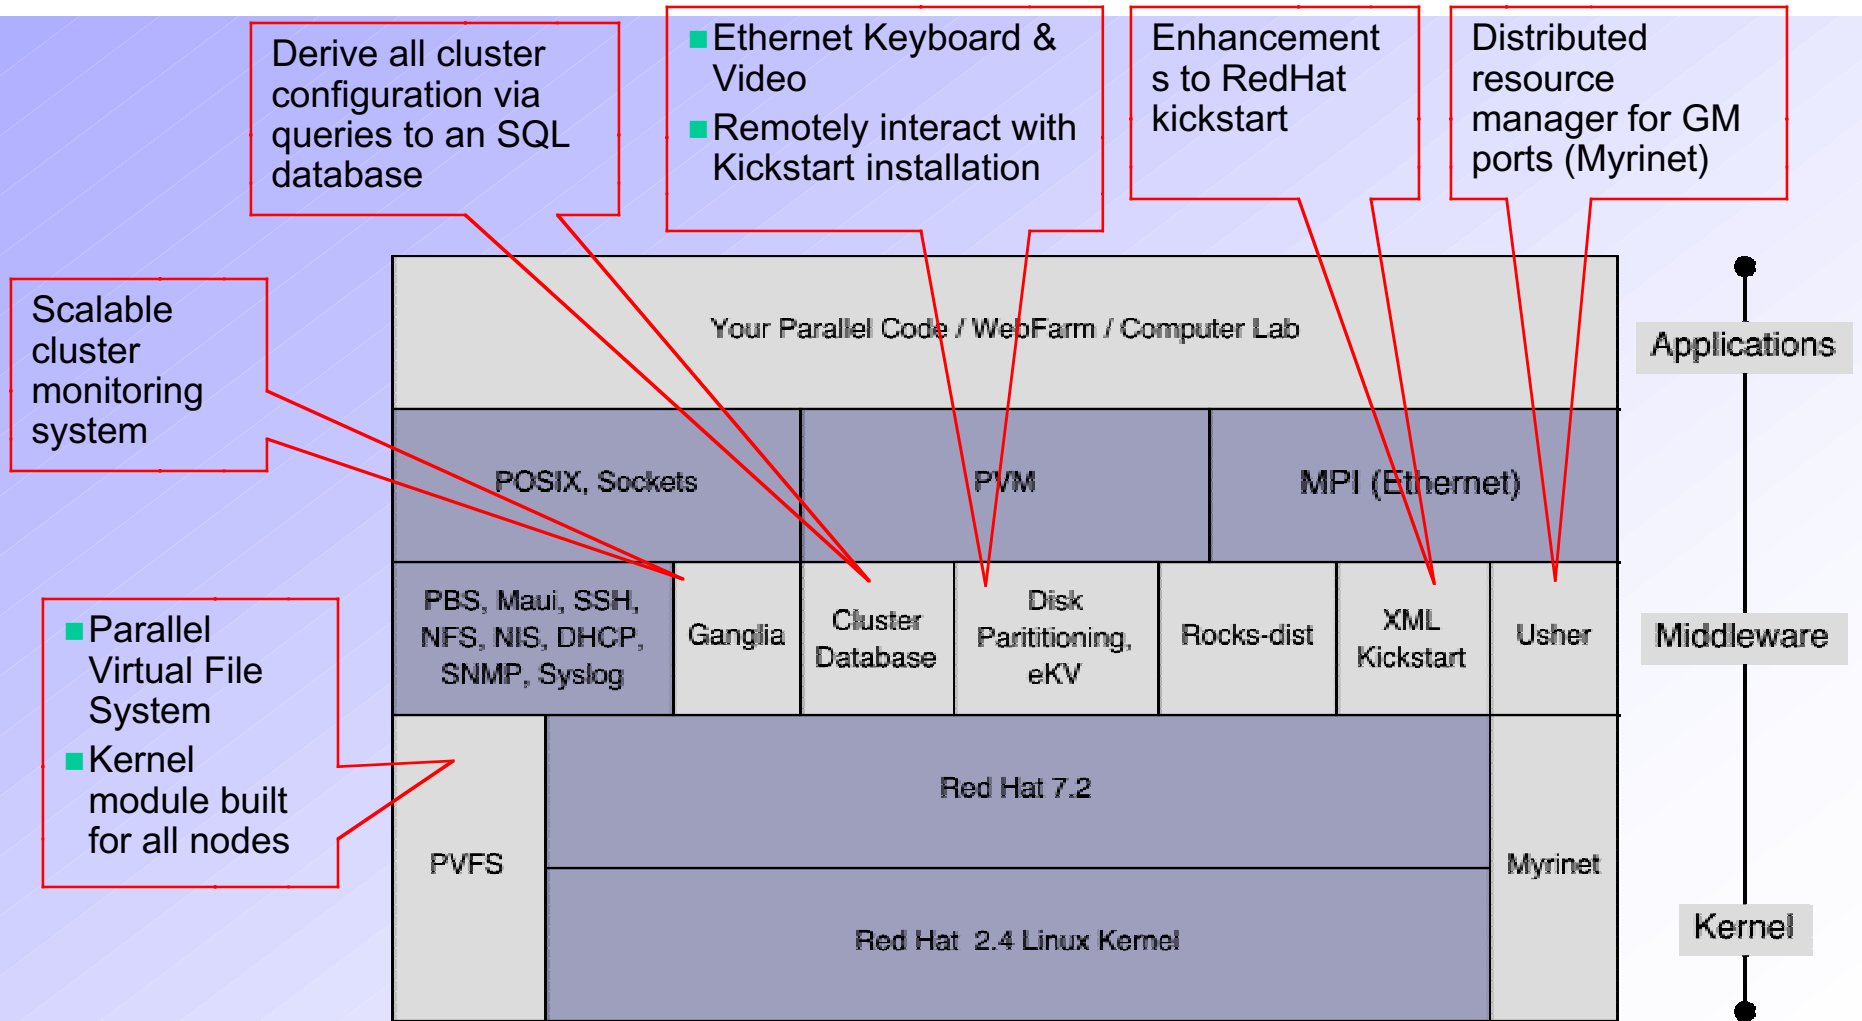 Derive all cluster
configuration via
queries to an SQL
database
Ethernet Keyboard &
Video
Remotely interact with
Kickstart installation
Enhancement
s to RedHat
kickstart
Distributed
resource
manager for GM
ports (Myrinet)
Scalable
cluster
monitoring
system
Parallel
Virtual File
System
Kernel
module built
for all nodes
Your Parallel Code / WebFarm / Computer Lab
POSIX, Sockets
PVM
MPI (Ethernet)
PBS, Maui, SSH,
NFS, NIS, DHCP,
SNMP, Syslog
Ganglia
Cluster
Database
Disk
Parititioning,
eKV
Rocks-dist
XML
Kickstart
Usher
PVFS
Red Hat 7.2
Red Hat 2.4 Linux Kernel
Myrinet
Applications
Middleware
Kernel